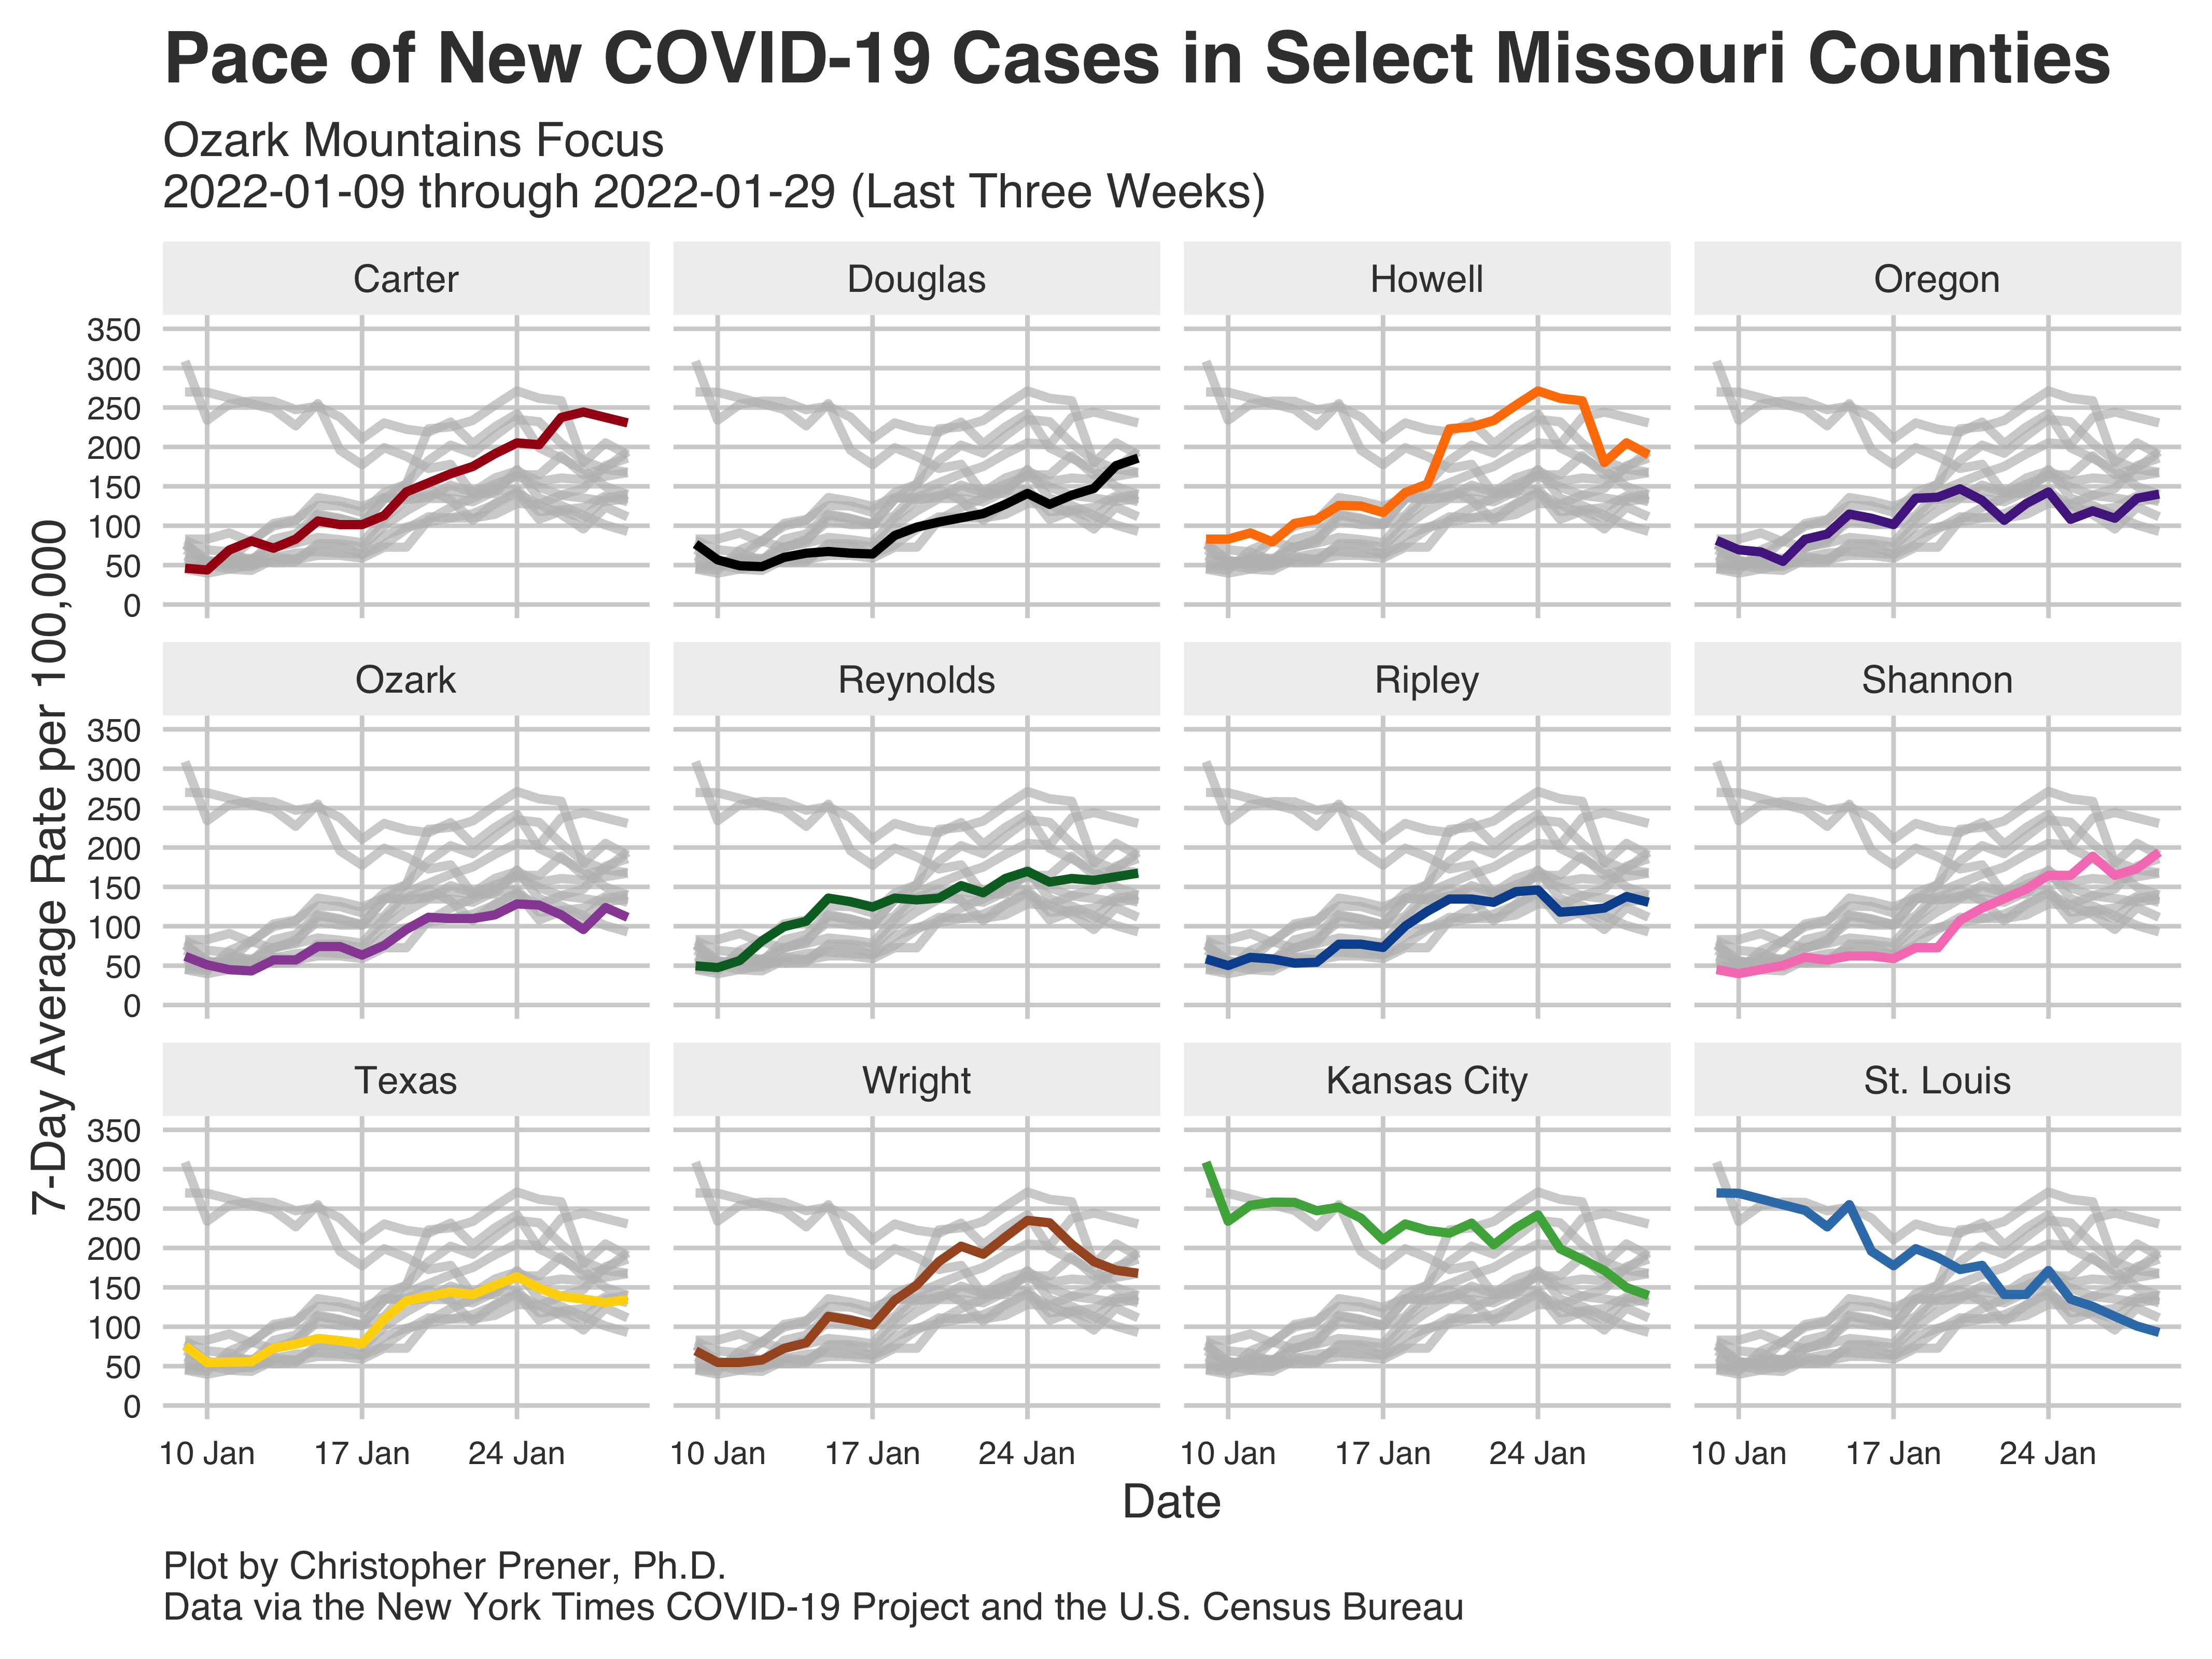 Pace of New COVID-19 Cases in Select Missouri Counties
Ozark Mountains Focus
2022-01-09 through 2022-01-29 (Last Three Weeks)
7-Day Average Rate per 100,000
Carter
Douglas
Howell
Oregon
350
300
250
200
150
100
50
0
Ozark
Reynolds
Ripley
Shannon
350
300
250
200
150
100
50
0
Texas
Wright
Kansas City
St. Louis
350
300
250
200
150
100
50
0
10 Jan 17 Jan 24 Jan
10 Jan 17 Jan 24 Jan
10 Jan 17 Jan 24 Jan
10 Jan 17 Jan 24 Jan
Date
Plot by Christopher Prener, Ph.D.
Data via the New York Times COVID-19 Project and the U.S. Census Bureau